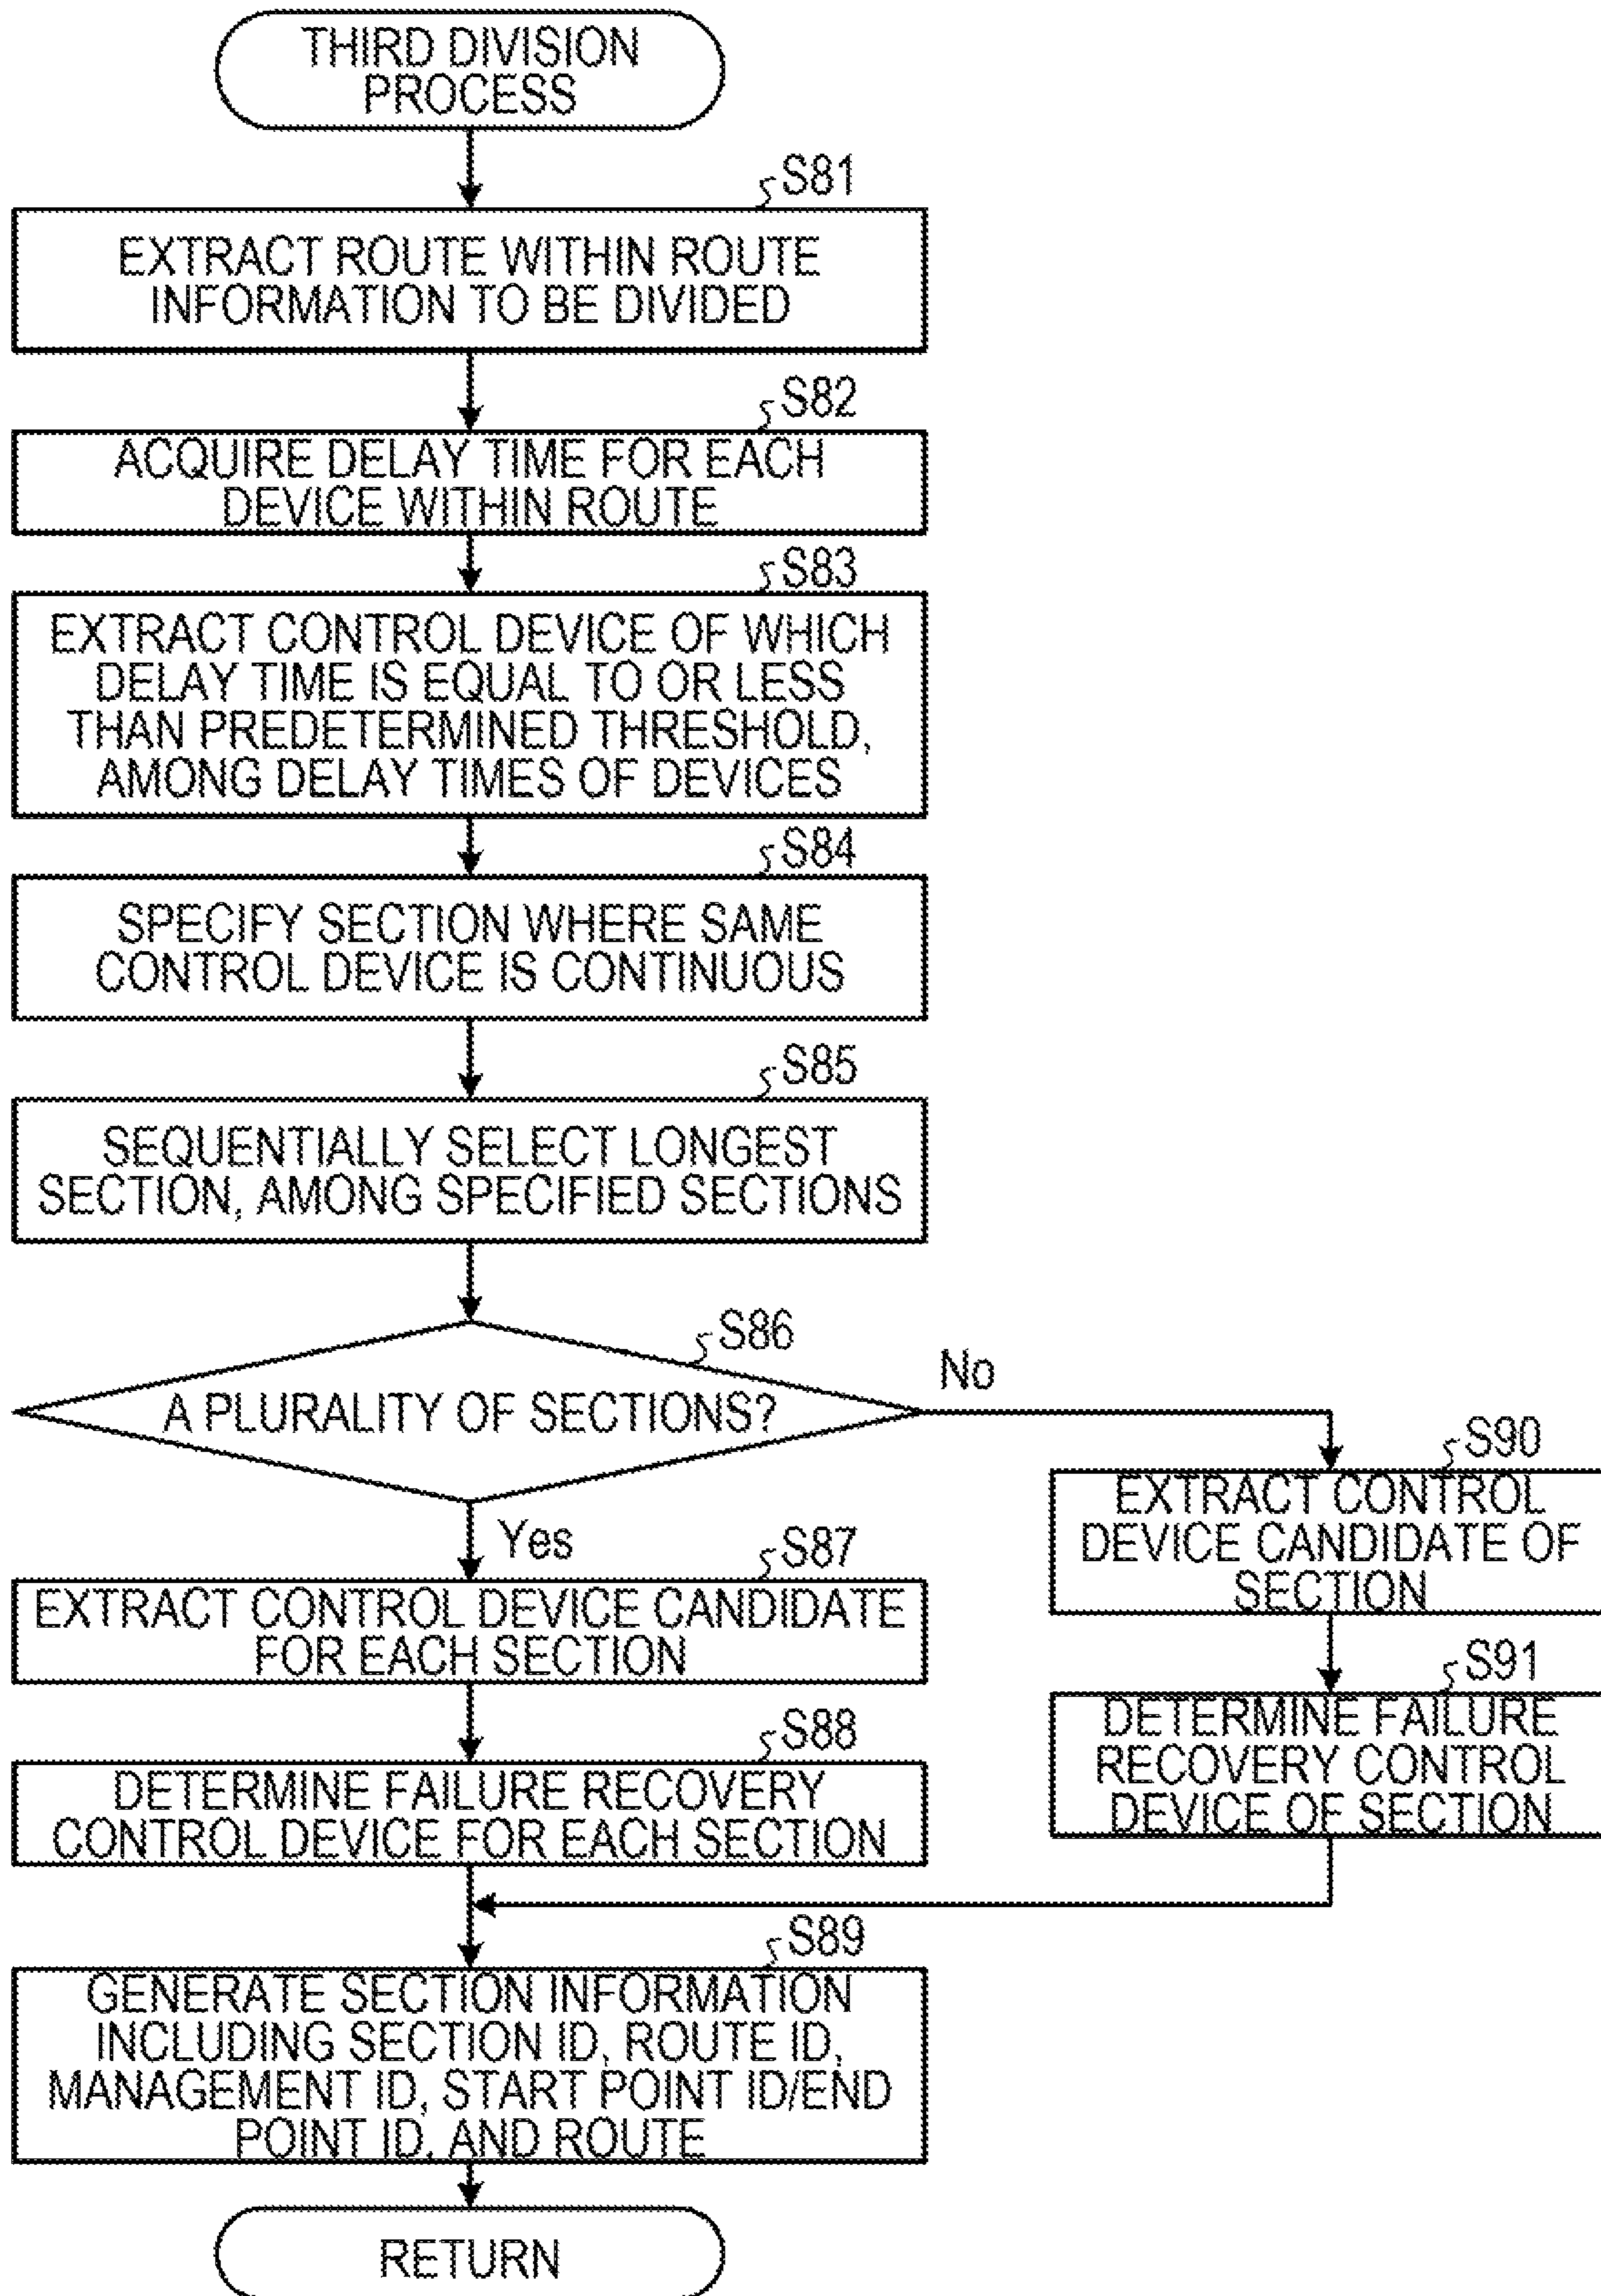 THIRD DIVISION
PROCESS
S81
EXTRACT ROUTE WITHIN ROUTE
INFORMATION TO BE DIVIDED
S82
ACQUIRE DELAY TIME FOR EACH
DEVICE WITHIN ROUTE
S83
EXTRACT CONTROL DEVICE OF WHICH
DELAY TIME IS EQUAL TO OR LESS
THAN PREDETERMINED THRESHOLD,
AMONG DELAY TIMES OF DEVICES
S84
SPECIFY SECTION WHERE SAME
CONTROL DEVICE IS CONTINUOUS
S85
SEQUENTIALLY SELECT LONGEST
SECTION, AMONG SPECIFIED SECTIONS
S86
A PLURALITY OF SECTIONS?
No
Yes
S87
EXTRACT CONTROL DEVICE CANDIDATE
FOR EACH SECTION
S88
DETERMINE FAILURE RECOVERY
CONTROL DEVICE FOR EACH SECTION
S90
EXTRACT CONTROL
DEVICE CANDIDATE OF
SECTION
S91
DETERMINE FAILURE
RECOVERY CONTROL
DEVICE OF SECTION
S89
GENERATE SECTION INFORMATION
INCLUDING SECTION ID, ROUTE ID,
MANAGEMENT ID, START POINT ID/END
POINT ID, AND ROUTE
RETURN